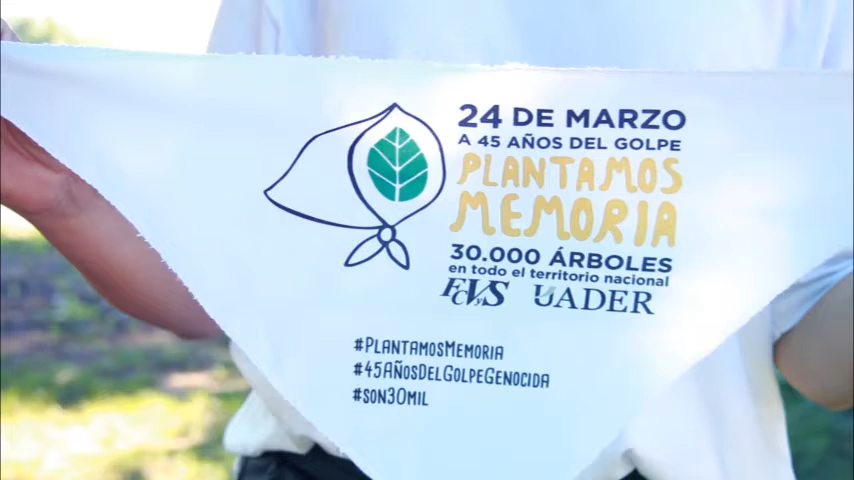 24 DE MARZO
A 45 AÑOS DEL GOLPE
PLANTAMOS
MEMORIA
30.000 ÁRBOLES
en todo el territorio nacional
FCVyS UADER
#PLANTAMOSMEMORIA
#45AÑOSDELGOLPEGENOCIDA
#SON30MIL